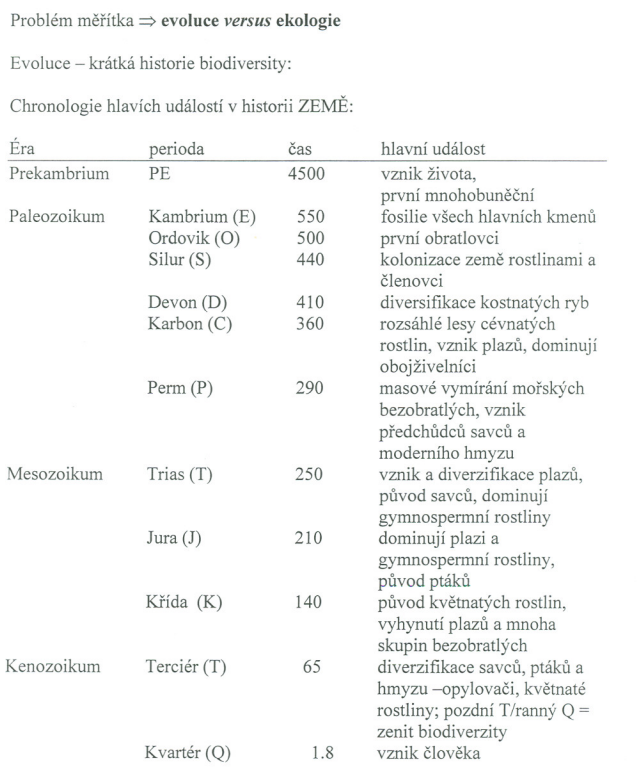 Problém měřítka ⇒ evoluce versus ekologie
Evoluce – krátká historie biodiversity:
Chronologie hlavích událostí v historii ZEMĚ:
Éra perioda čas hlavní událost
Prekambrium PE 4500 vznik života,
první mnohobuněční
Paleozoikum Kambrium (E) 550 fosilie všech hlavních kmenů
Ordovik (O) 500 první obratlovci
Silur (S) 440 kolonizace země rostlinami a
členovci
Devon (D) 410 diversifikace kostnatých ryb
Karbon (C) 360 rozsáhlé lesy cévnatých
rostlin, vznik plazů, dominují
obojživelníci
Perm (P) 290 masové vymírání mořských
bezobratlých, vznik
předchůdců savců a
moderního hmyzu
Mesozoikum Trias (T) 250 vznik a diverzifikace plazů,
původ savců, dominují
gymnospermní rostliny
Jura (J) 210 dominují plazi a
gymnospermní rostliny,
původ ptáků
Křída (K) 140 původ květnatých rostlin,
vyhynutí plazů a mnoha
skupin bezobratlých
Kenozoikum Terciér (T) 65 diverzifikace savců, ptáků a
hmyzu –opylovači, květnaté
rostliny; pozdní T/ranný Q =
zenit biodiverzity
Kvartér (Q) 1.8 vznik člověka